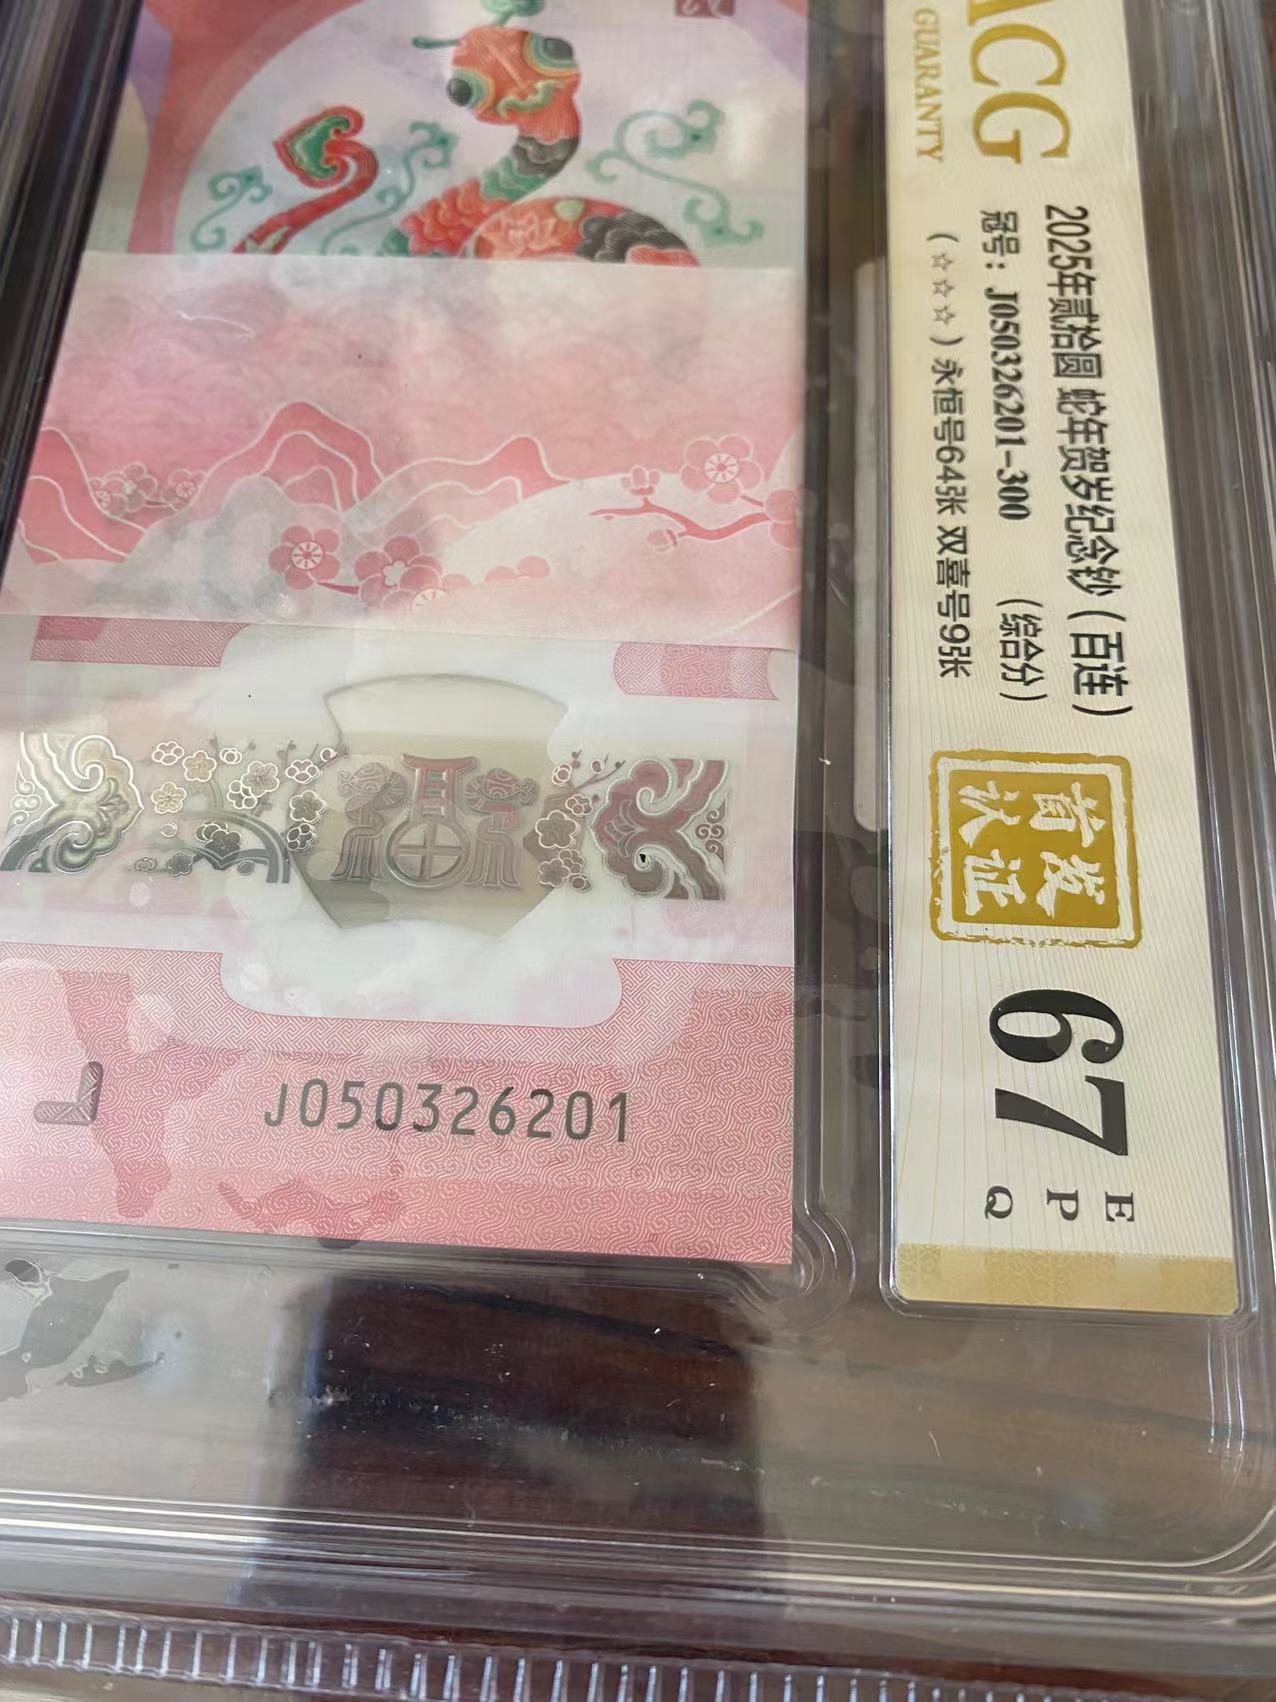 ACG
GUARANTY
2025年贰拾圆 蛇年贺岁纪念钞（百连）
冠号：J050326201-300 （综合分）
（☆☆☆）永恒号64张 双喜号9张
首发
认证
67
E
P
Q
福
J050326201